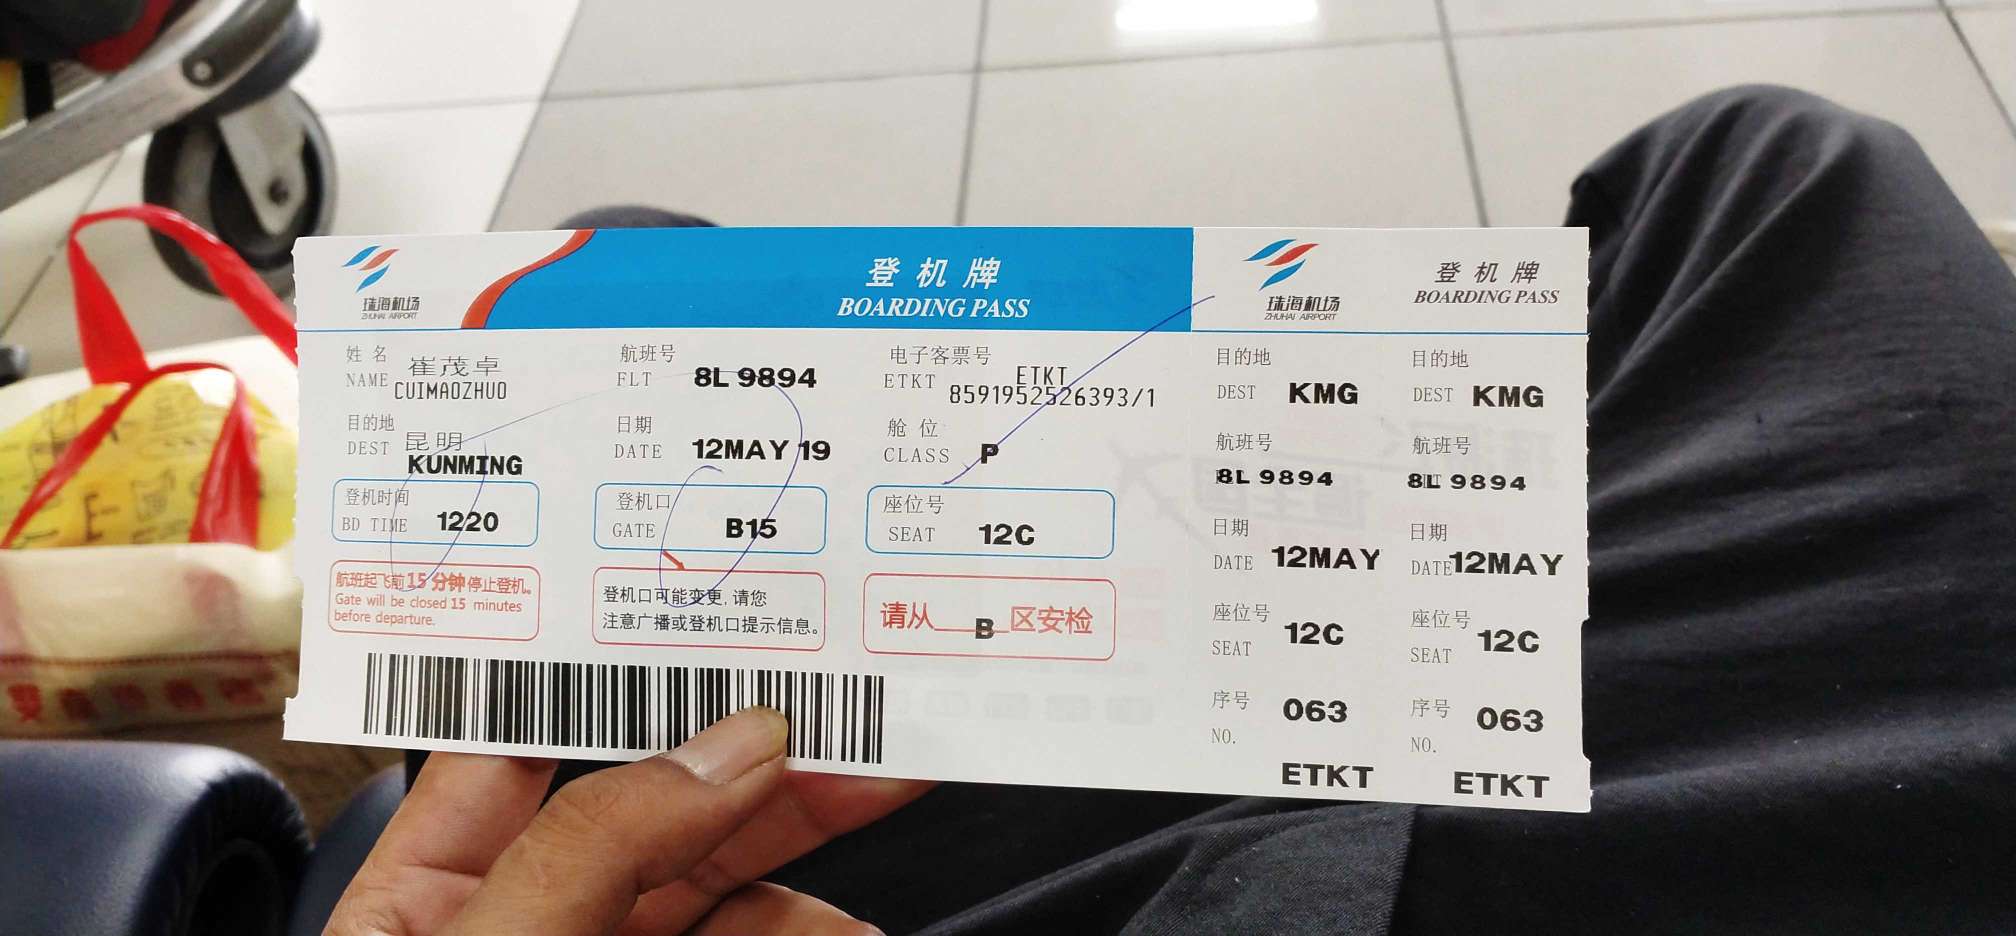 珠海机场
ZHUHAI AIRPORT
登机牌
BOARDING PASS
姓名 崔茂卓
NAME CUIMAOZHUO
航班号
FLT 8L 9894
电子客票号
ETKT ETKT
8591952526393/1
目的地 昆明
DEST KUNMING
日期
DATE 12MAY 19
舱位
CLASS P
登机时间
BD TIME 1220
登机口
GATE B15
座位号
SEAT 12C
航班起飞前15分钟停止登机。
Gate will be closed 15 minutes
before departure.
登机口可能变更,请您
注意广播或登机口提示信息。
请从 B 区安检
珠海机场
ZHUHAI AIRPORT
登机牌
BOARDING PASS
目的地
DEST KMG
航班号
8L 9894
日期
DATE 12MAY
座位号
SEAT 12C
序号
NO. 063
ETKT
目的地
DEST KMG
航班号
8L 9894
日期
DATE 12MAY
座位号
SEAT 12C
序号
NO. 063
ETKT